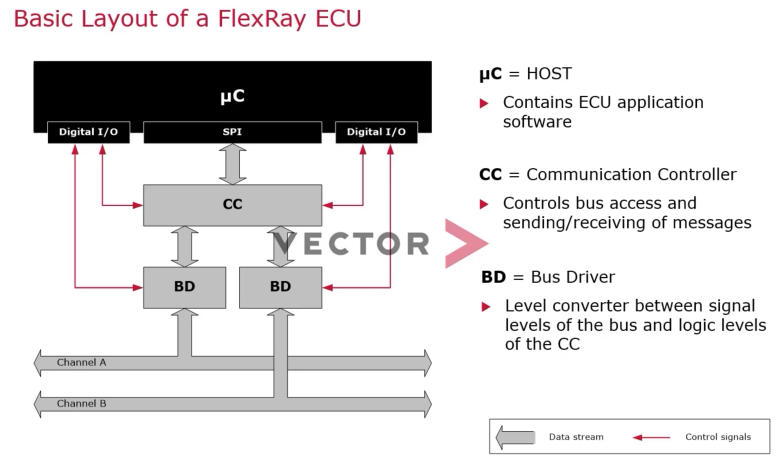 Basic Layout of a FlexRay ECU
µC
Digital I/O
SPI
Digital I/O
CC
VECTOR
BD
BD
Channel A
Channel B
µC = HOST
Contains ECU application
software
CC = Communication Controller
Controls bus access and
sending/receiving of messages
BD = Bus Driver
Level converter between signal
levels of the bus and logic levels
of the CC
Data stream
Control signals